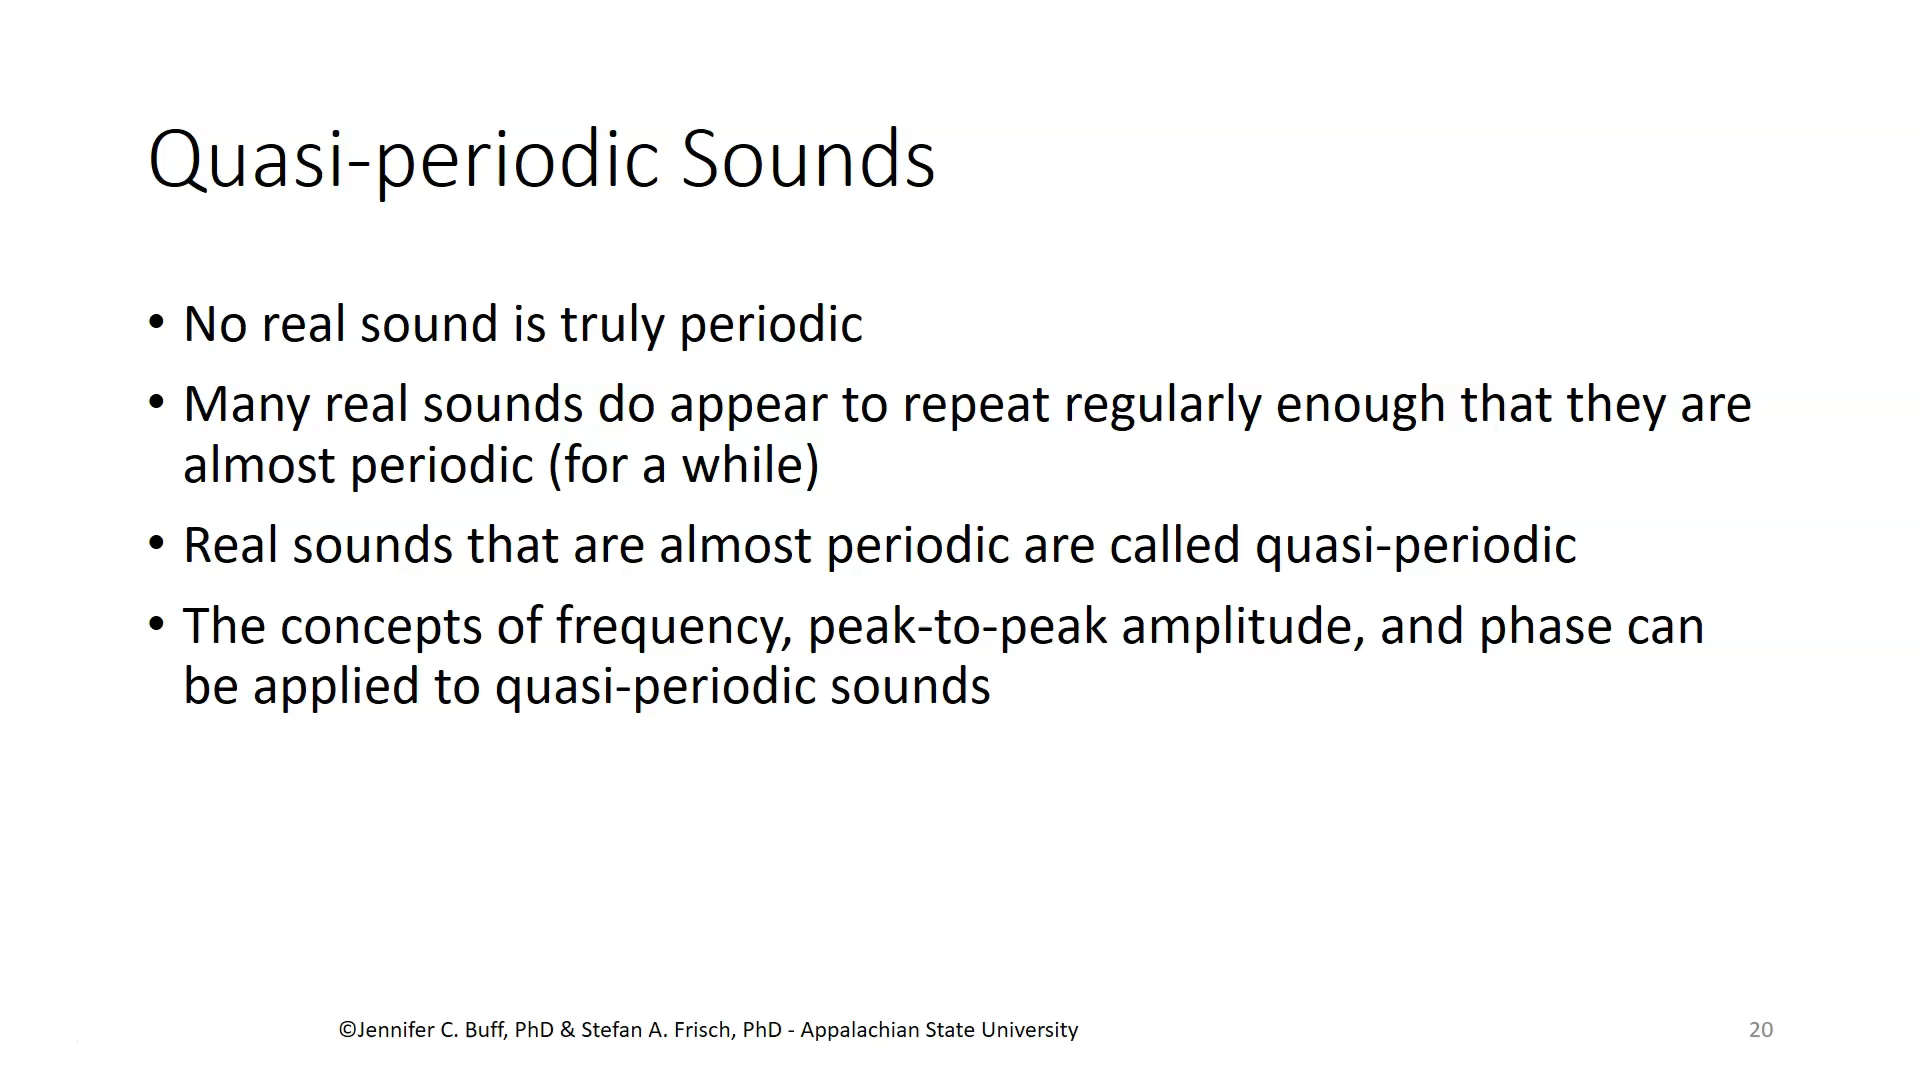 Quasi-periodic Sounds
• No real sound is truly periodic
• Many real sounds do appear to repeat regularly enough that they are
almost periodic (for a while)
• Real sounds that are almost periodic are called quasi-periodic
• The concepts of frequency, peak-to-peak amplitude, and phase can
be applied to quasi-periodic sounds
©Jennifer C. Buff, PhD & Stefan A. Frisch, PhD - Appalachian State University
20